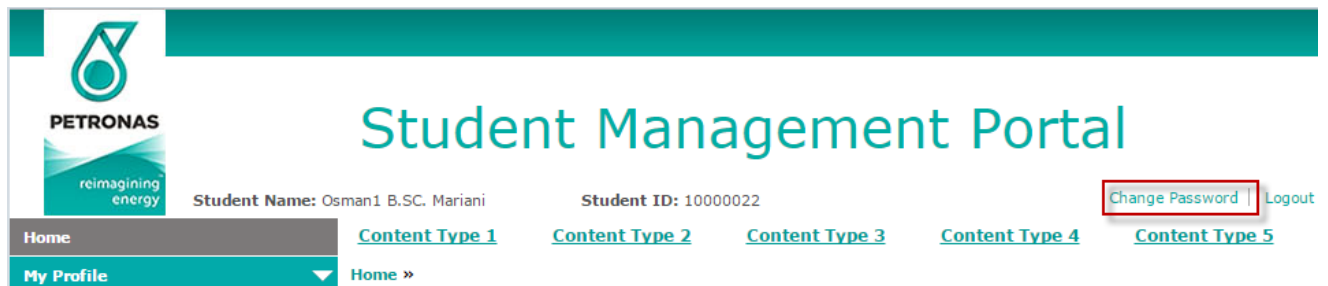 PETRONAS
reimagining
energy™
Student Management Portal
Student Name: Osman1 B.SC. Mariani Student ID: 10000022 Change Password | Logout
Home Content Type 1 Content Type 2 Content Type 3 Content Type 4 Content Type 5
My Profile Home »